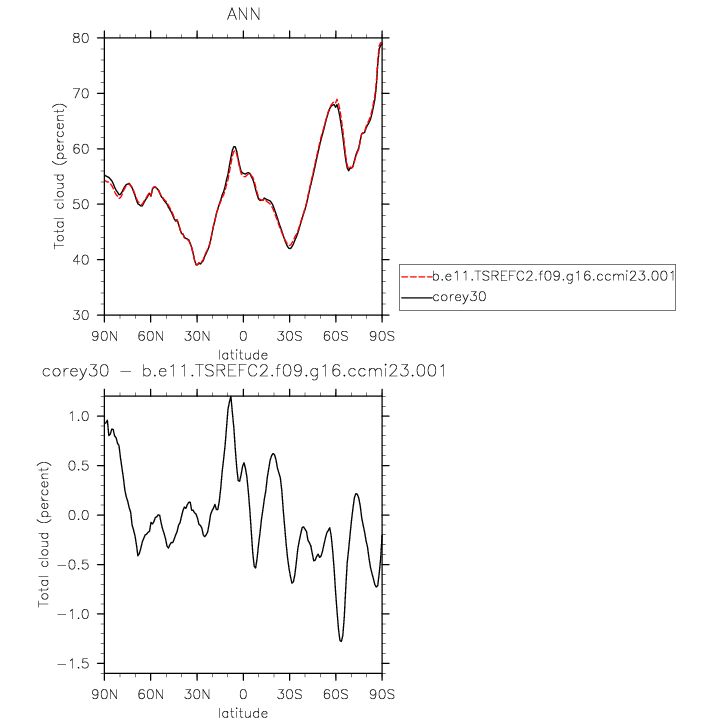 ANN
80
70
60
50
40
30
Total cloud (percent)
90N 60N 30N 0 30S 60S 90S
latitude
b.e11.TSREFC2.f09.g16.ccmi23.001
corey30
corey30 − b.e11.TSREFC2.f09.g16.ccmi23.001
1.0
0.5
0.0
−0.5
−1.0
−1.5
Total cloud (percent)
90N 60N 30N 0 30S 60S 90S
latitude